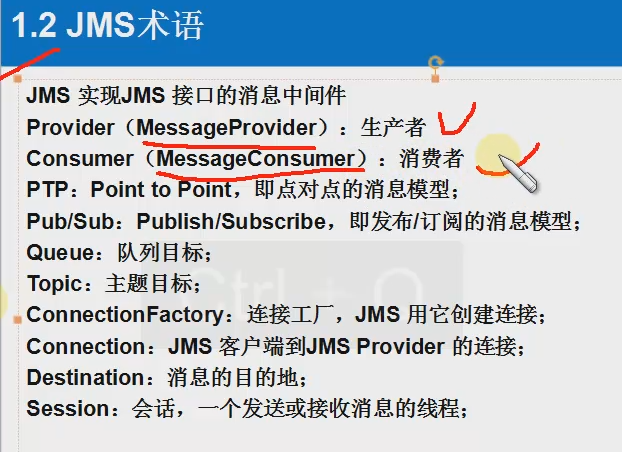 1.2 JMS术语
JMS 实现JMS 接口的消息中间件
Provider（MessageProvider）：生产者
Consumer（MessageConsumer）：消费者
PTP：Point to Point，即点对点的消息模型；
Pub/Sub：Publish/Subscribe，即发布/订阅的消息模型；
Queue：队列目标；
Topic：主题目标；
Ctrl + O
ConnectionFactory：连接工厂，JMS 用它创建连接；
Connection：JMS 客户端到JMS Provider 的连接；
Destination：消息的目的地；
Session：会话，一个发送或接收消息的线程；